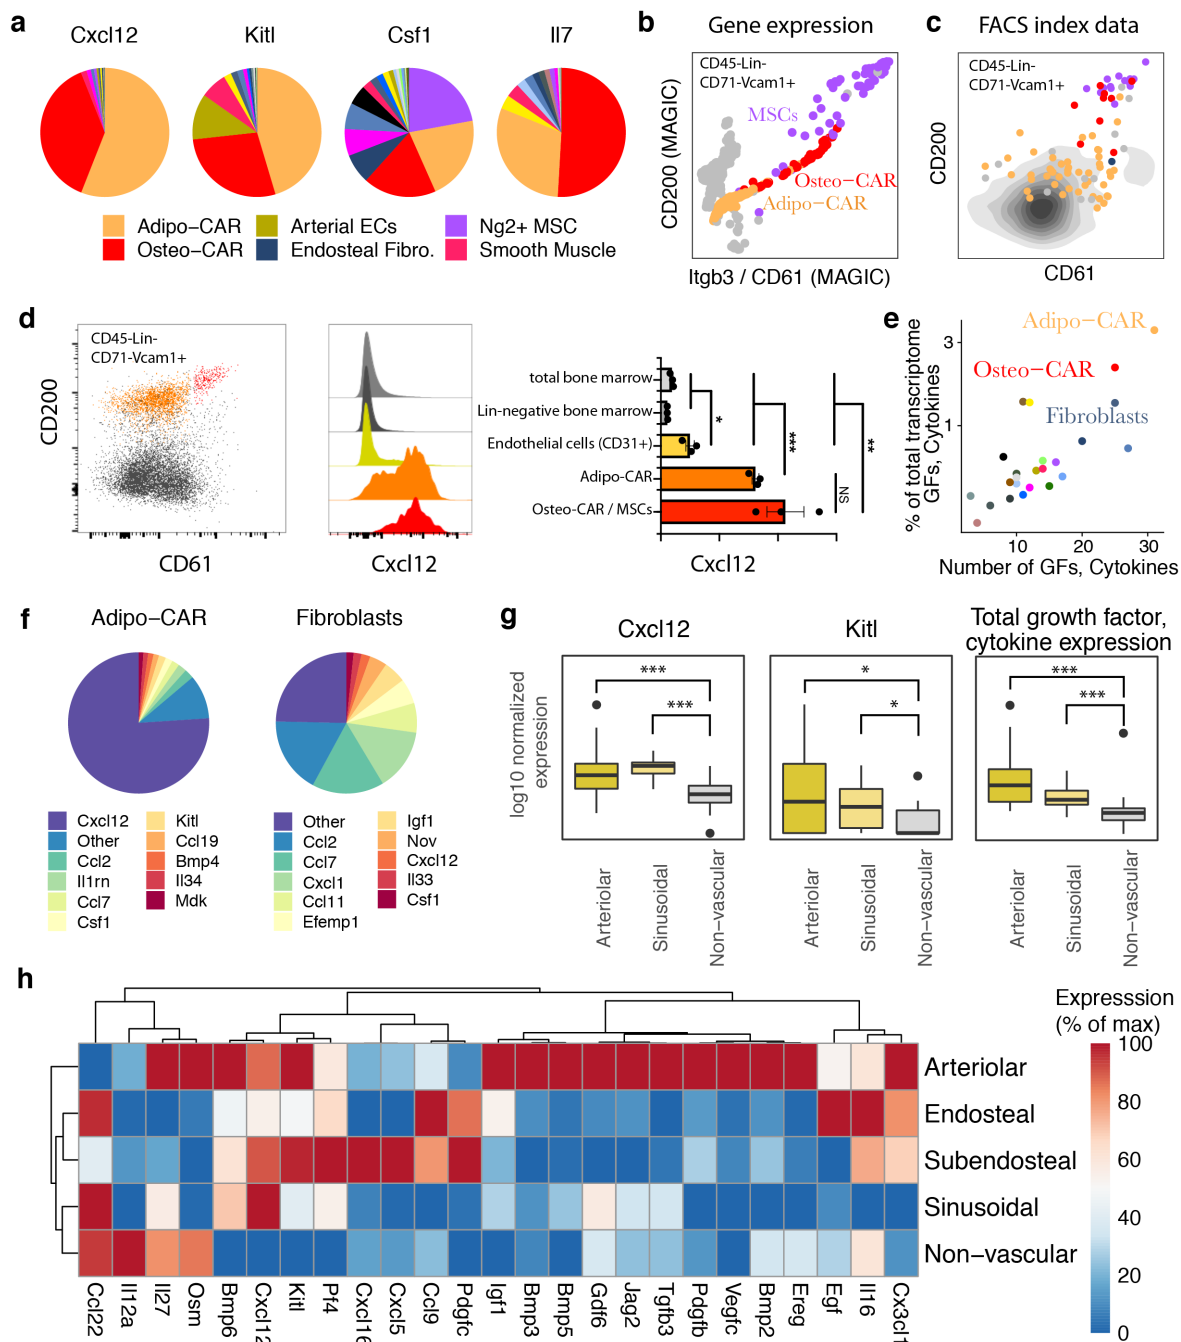 a
Cxcl12
Kitl
Csf1
Il7
Adipo−CAR
Arterial ECs
Ng2+ MSC
Osteo−CAR
Endosteal Fibro.
Smooth Muscle
b
Gene expression
CD45-Lin-
CD71-Vcam1+
MSCs
Osteo−CAR
Adipo−CAR
CD200 (MAGIC)
Itgb3 / CD61 (MAGIC)
c
FACS index data
CD45-Lin-
CD71-Vcam1+
CD200
CD61
d
CD45-Lin-
CD71-Vcam1+
CD200
CD61
Cxcl12
total bone marrow
Lin-negative bone marrow
Endothelial cells (CD31+)
Adipo-CAR
Osteo-CAR / MSCs
*
***
**
NS
Cxcl12
e
Adipo−CAR
Osteo−CAR
Fibroblasts
3
1
% of total transcriptome
GFs, Cytokines
10
20
30
Number of GFs, Cytokines
f
Adipo−CAR
Fibroblasts
Cxcl12
Other
Ccl2
Il1rn
Ccl7
Csf1
Kitl
Ccl19
Bmp4
Il34
Mdk
Other
Ccl2
Ccl7
Cxcl1
Ccl11
Efemp1
Igf1
Nov
Cxcl12
Il33
Csf1
g
Cxcl12
Kitl
Total growth factor,
cytokine expression
log10 normalized
expression
***
***
*
*
***
***
Arteriolar
Sinusoidal
Non−vascular
Arteriolar
Sinusoidal
Non−vascular
Arteriolar
Sinusoidal
Non−vascular
h
Expresssion
(% of max)
100
80
60
40
20
0
Arteriolar
Endosteal
Subendosteal
Sinusoidal
Non−vascular
Ccl22
Il12a
Il27
Osm
Bmp6
Cxcl12
Kitl
Pf4
Cxcl16
Cxcl5
Ccl9
Pdgfc
Igf1
Bmp3
Bmp5
Gdf6
Jag2
Tgfb3
Pdgfb
Vegfc
Bmp2
Ereg
Egf
Il16
Cx3cl1